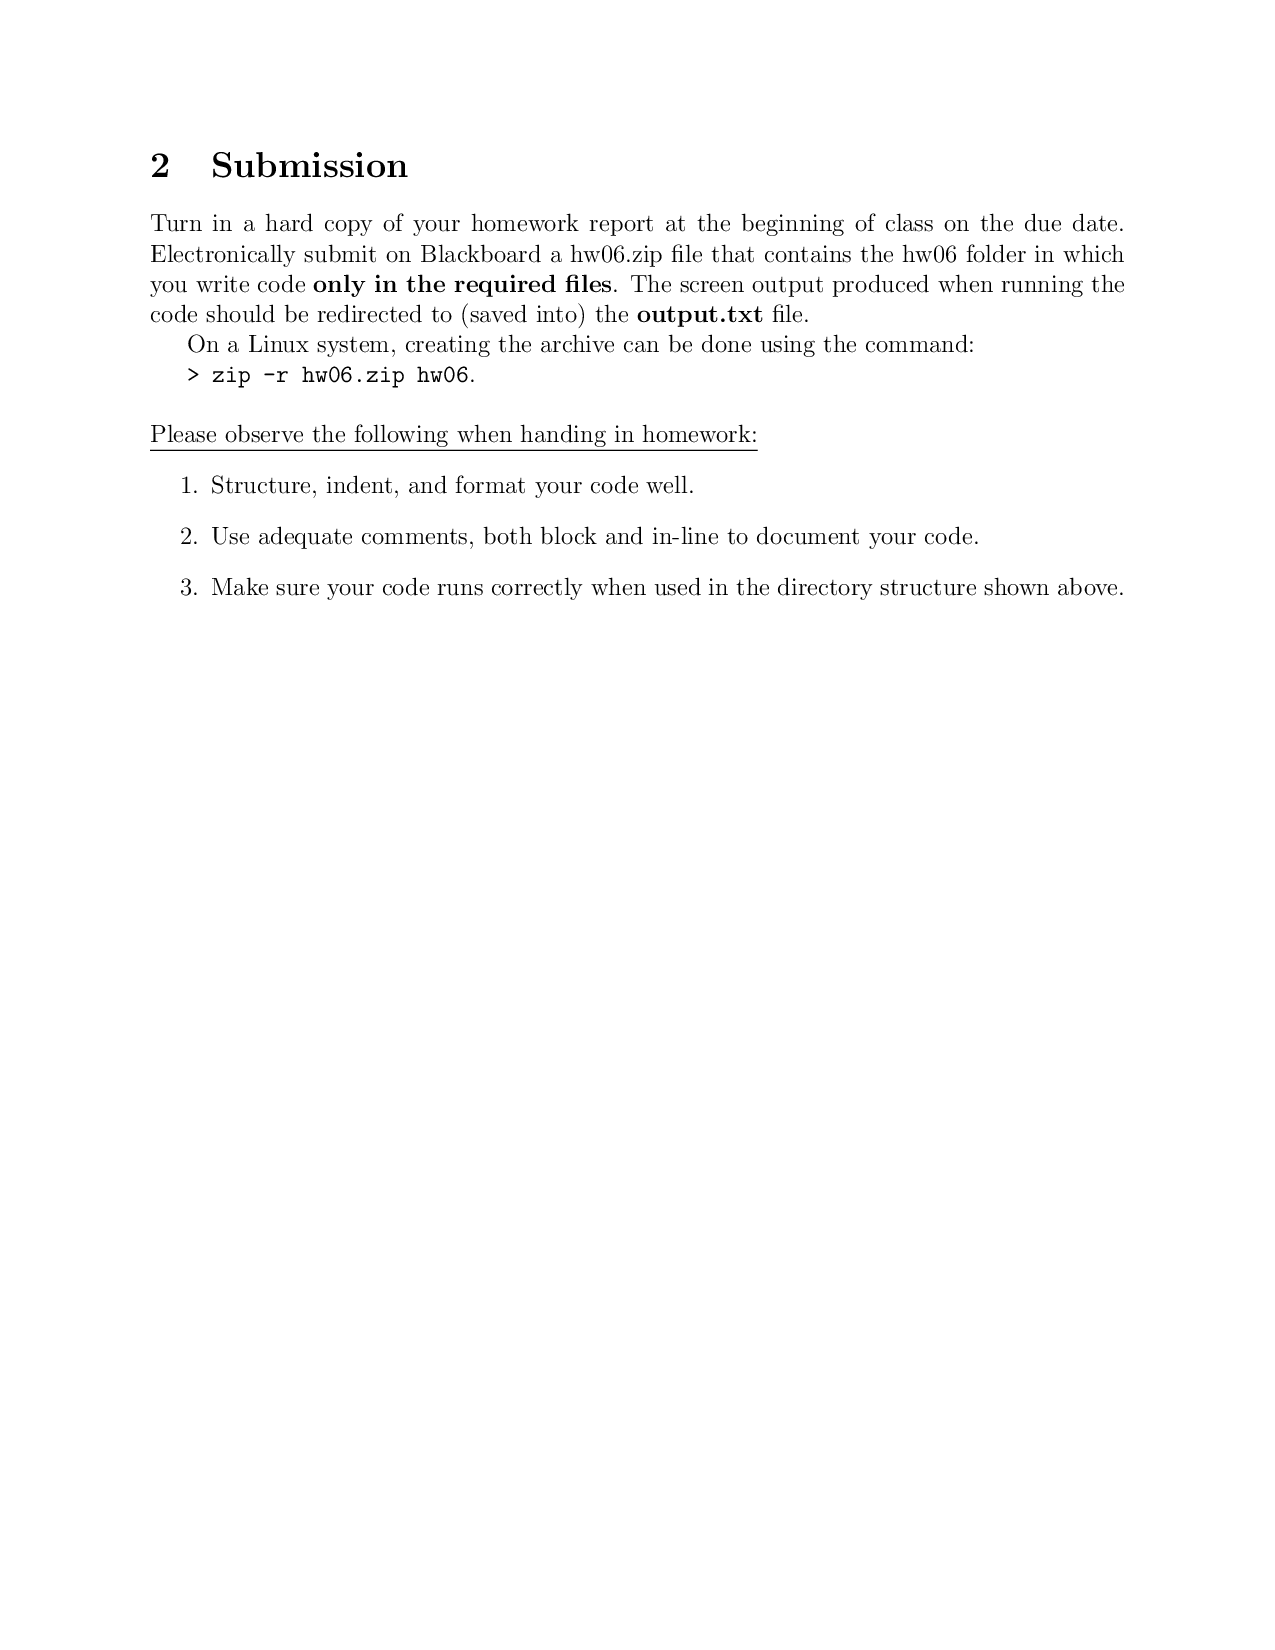 2 Submission
Turn in a hard copy of your homework report at the beginning of class on the due date.
Electronically submit on Blackboard a hw06.zip file that contains the hw06 folder in which
you write code only in the required files. The screen output produced when running the
code should be redirected to (saved into) the output.txt file.
On a Linux system, creating the archive can be done using the command:
> zip -r hw06.zip hw06.
Please observe the following when handing in homework:
1. Structure, indent, and format your code well.
2. Use adequate comments, both block and in-line to document your code.
3. Make sure your code runs correctly when used in the directory structure shown above.